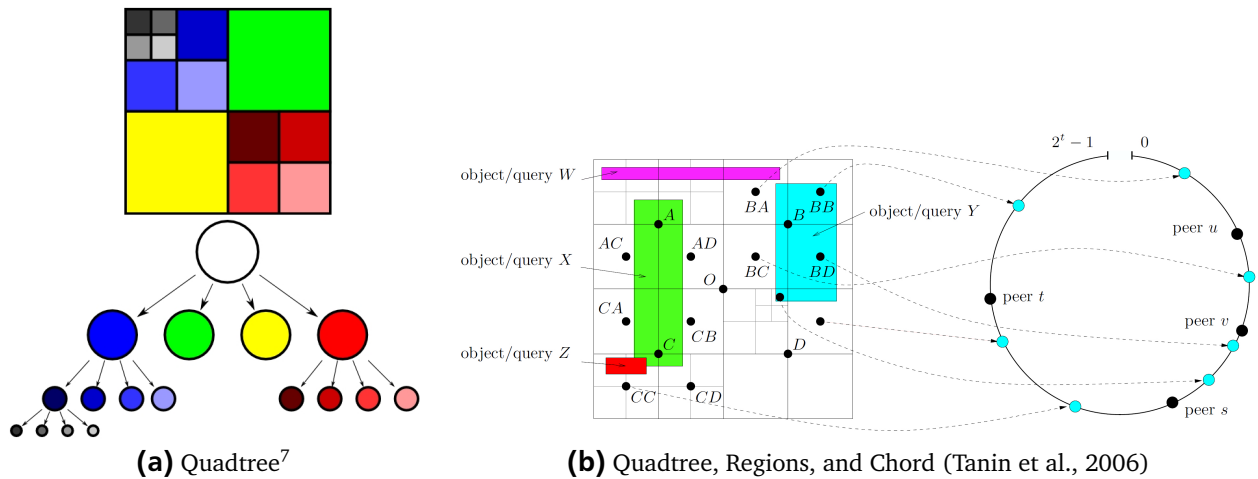 2^t − 1 0
object/query W
BA BB
A B
object/query Y
peer u
AC AD
BC BD
object/query X
O
peer t
CA CB
peer v
object/query Z
C D
CC CD
peer s
(a) Quadtree^7
(b) Quadtree, Regions, and Chord (Tanin et al., 2006)